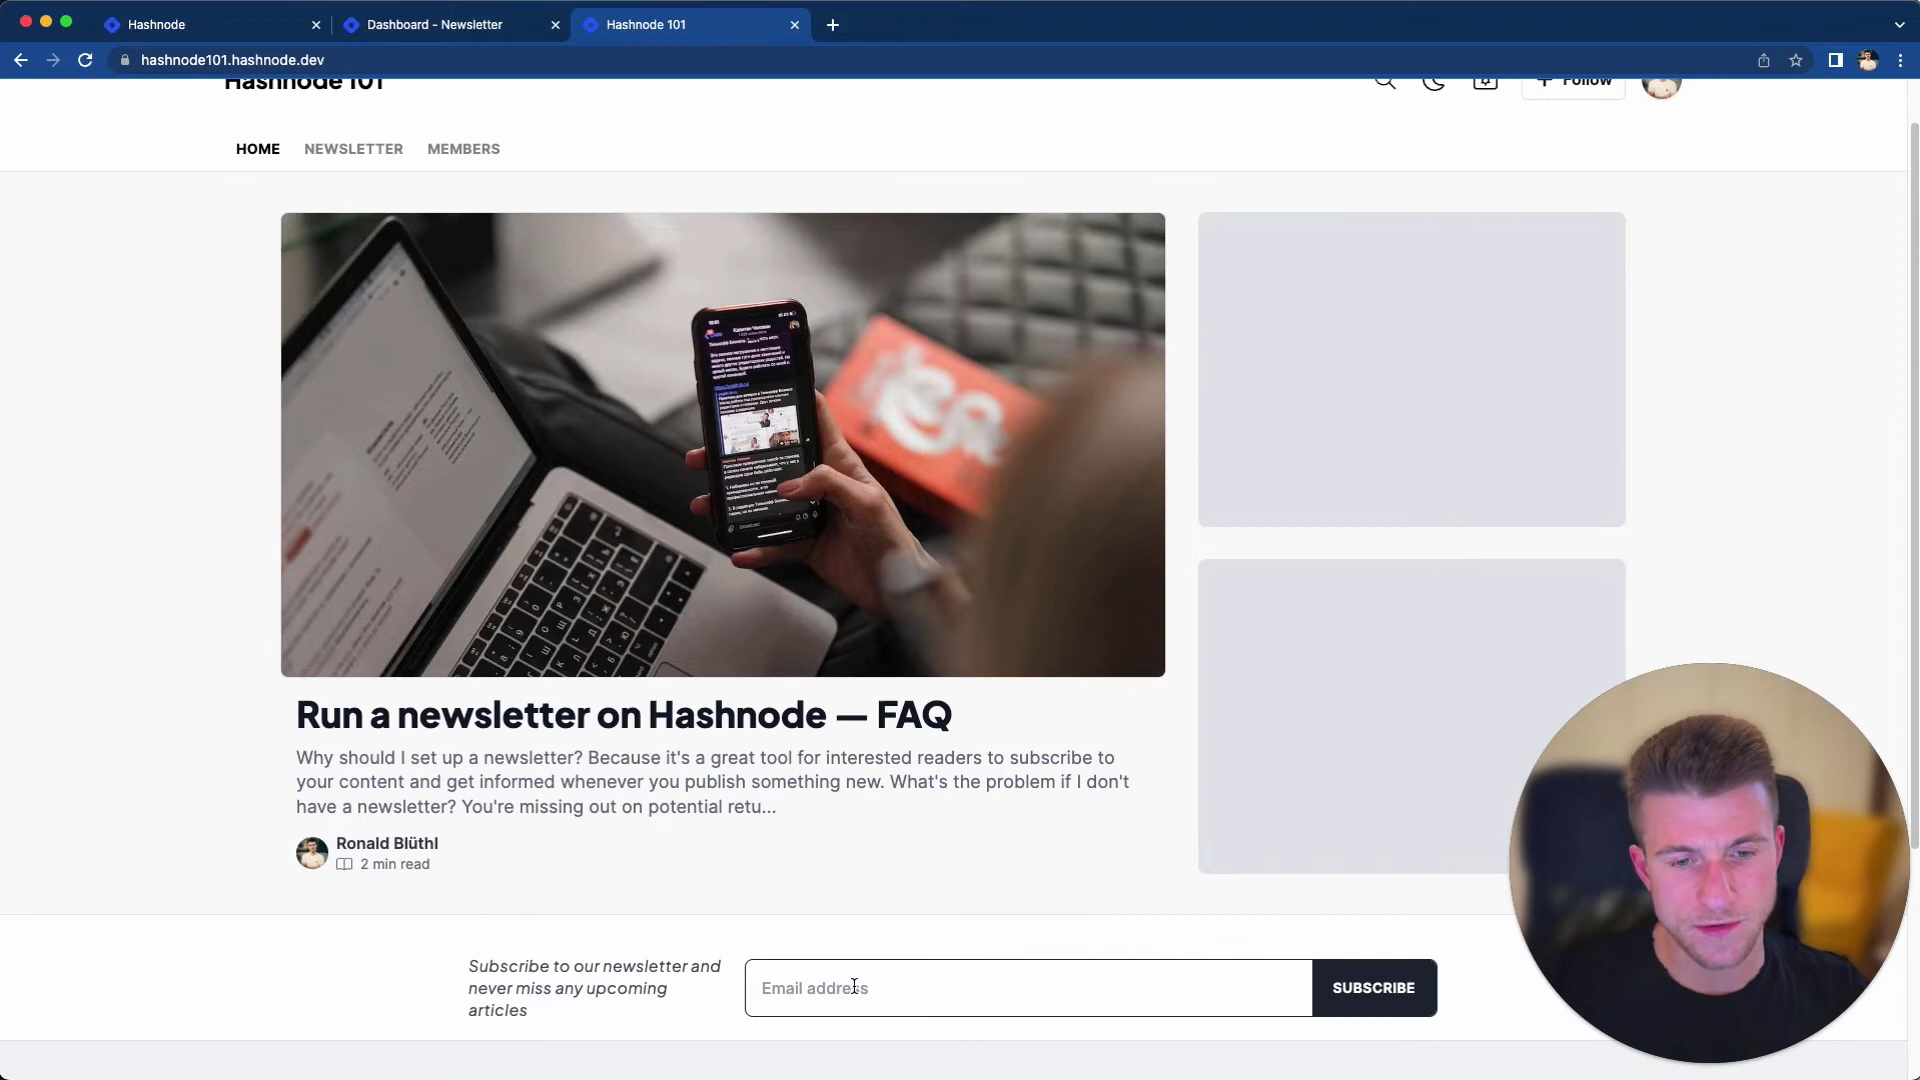 Hashnode
Dashboard - Newsletter
Hashnode 101
hashnode101.hashnode.dev
Hashnode 101
Follow
HOME
NEWSLETTER
MEMBERS
Run a newsletter on Hashnode — FAQ
Why should I set up a newsletter? Because it's a great tool for interested readers to subscribe to
your content and get informed whenever you publish something new. What's the problem if I don't
have a newsletter? You're missing out on potential retu...
Ronald Blüthl
2 min read
Subscribe to our newsletter and
never miss any upcoming
articles
Email address
SUBSCRIBE